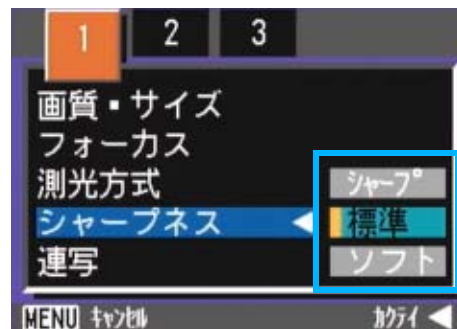 1 2 3
画質・サイズ
フォーカス
測光方式 シャープ
シャープネス ◀ 標準
連写 ソフト
MENU キャンセル カクテイ ◀